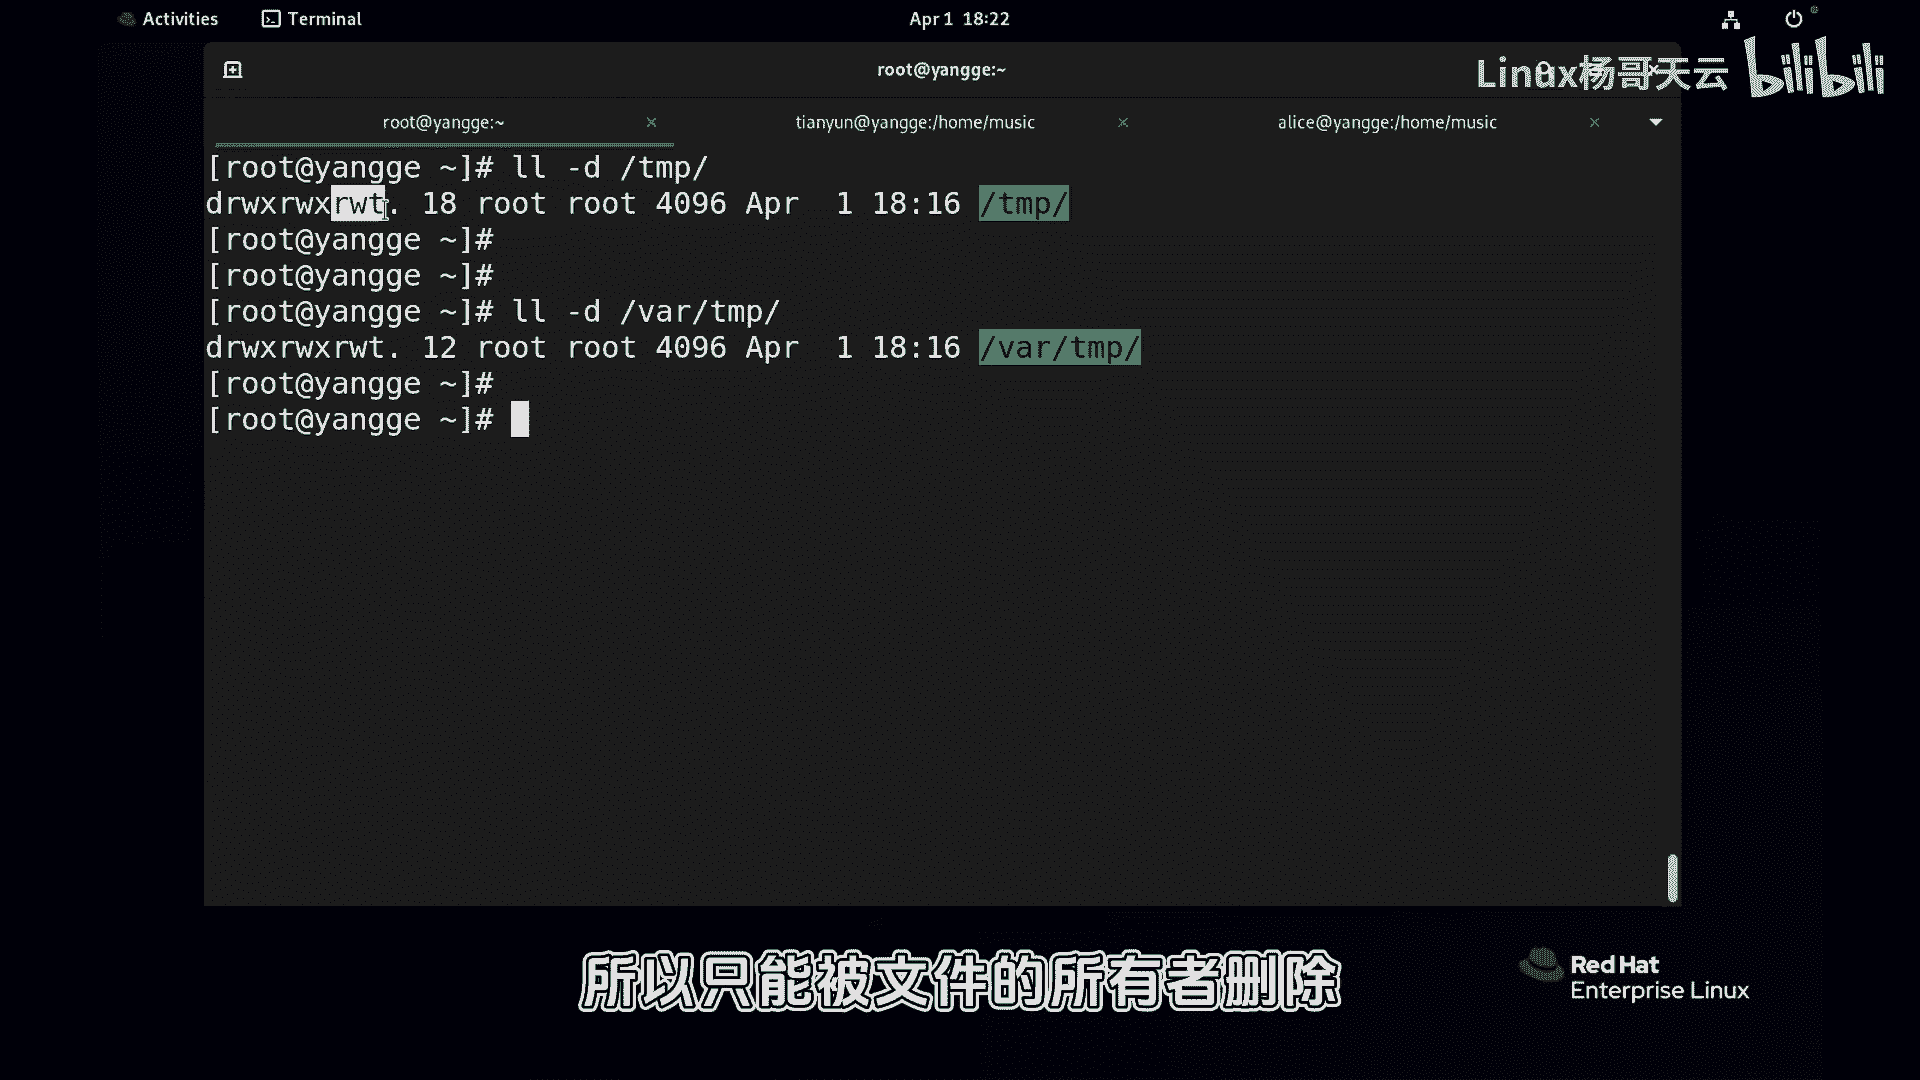 Activities Terminal Apr 1 18:22
root@yangge:~
Linux杨哥天云 bilibili
root@yangge:~ × tianyun@yangge:/home/music × alice@yangge:/home/music ×
[root@yangge ~]# ll -d /tmp/
drwxrwxrwt. 18 root root 4096 Apr  1 18:16 /tmp/
[root@yangge ~]#
[root@yangge ~]#
[root@yangge ~]# ll -d /var/tmp/
drwxrwxrwt. 12 root root 4096 Apr  1 18:16 /var/tmp/
[root@yangge ~]#
[root@yangge ~]#
所以只能被文件的所有者删除
Red Hat
Enterprise Linux